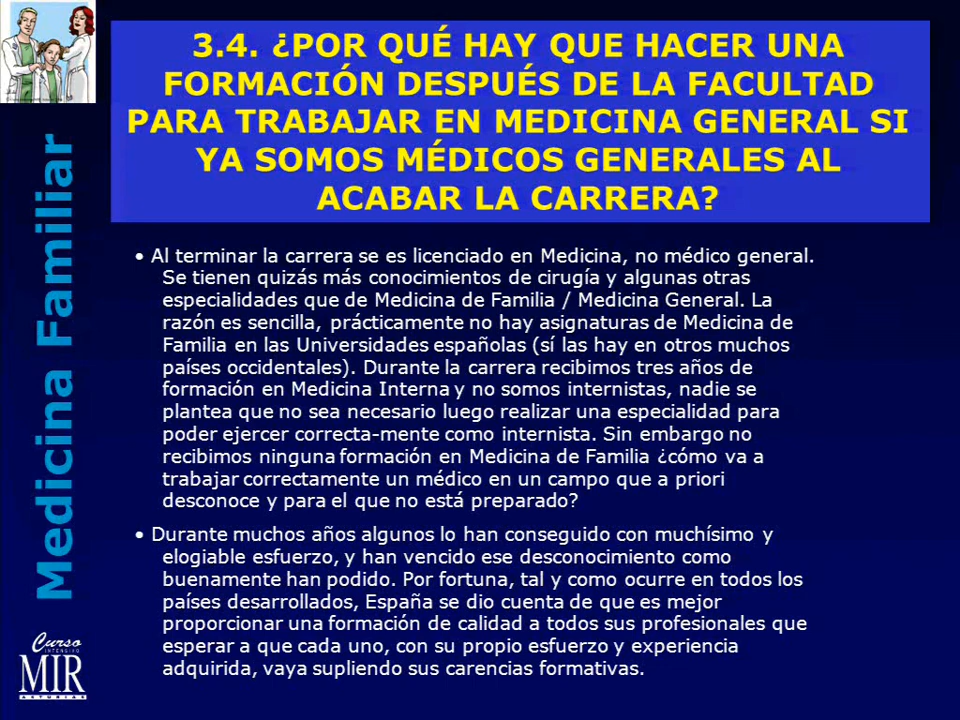 3.4. ¿POR QUÉ HAY QUE HACER UNA
FORMACIÓN DESPUÉS DE LA FACULTAD
PARA TRABAJAR EN MEDICINA GENERAL SI
YA SOMOS MÉDICOS GENERALES AL
ACABAR LA CARRERA?
Medicina Familiar
• Al terminar la carrera se es licenciado en Medicina, no médico general.
Se tienen quizás más conocimientos de cirugía y algunas otras
especialidades que de Medicina de Familia / Medicina General. La
razón es sencilla, prácticamente no hay asignaturas de Medicina de
Familia en las Universidades españolas (sí las hay en otros muchos
países occidentales). Durante la carrera recibimos tres años de
formación en Medicina Interna y no somos internistas, nadie se
plantea que no sea necesario luego realizar una especialidad para
poder ejercer correcta-mente como internista. Sin embargo no
recibimos ninguna formación en Medicina de Familia ¿cómo va a
trabajar correctamente un médico en un campo que a priori
desconoce y para el que no está preparado?
• Durante muchos años algunos lo han conseguido con muchísimo y
elogiable esfuerzo, y han vencido ese desconocimiento como
buenamente han podido. Por fortuna, tal y como ocurre en todos los
países desarrollados, España se dio cuenta de que es mejor
proporcionar una formación de calidad a todos sus profesionales que
esperar a que cada uno, con su propio esfuerzo y experiencia
adquirida, vaya supliendo sus carencias formativas.
Curso
INTENSIVO
MIR
ASTURIAS